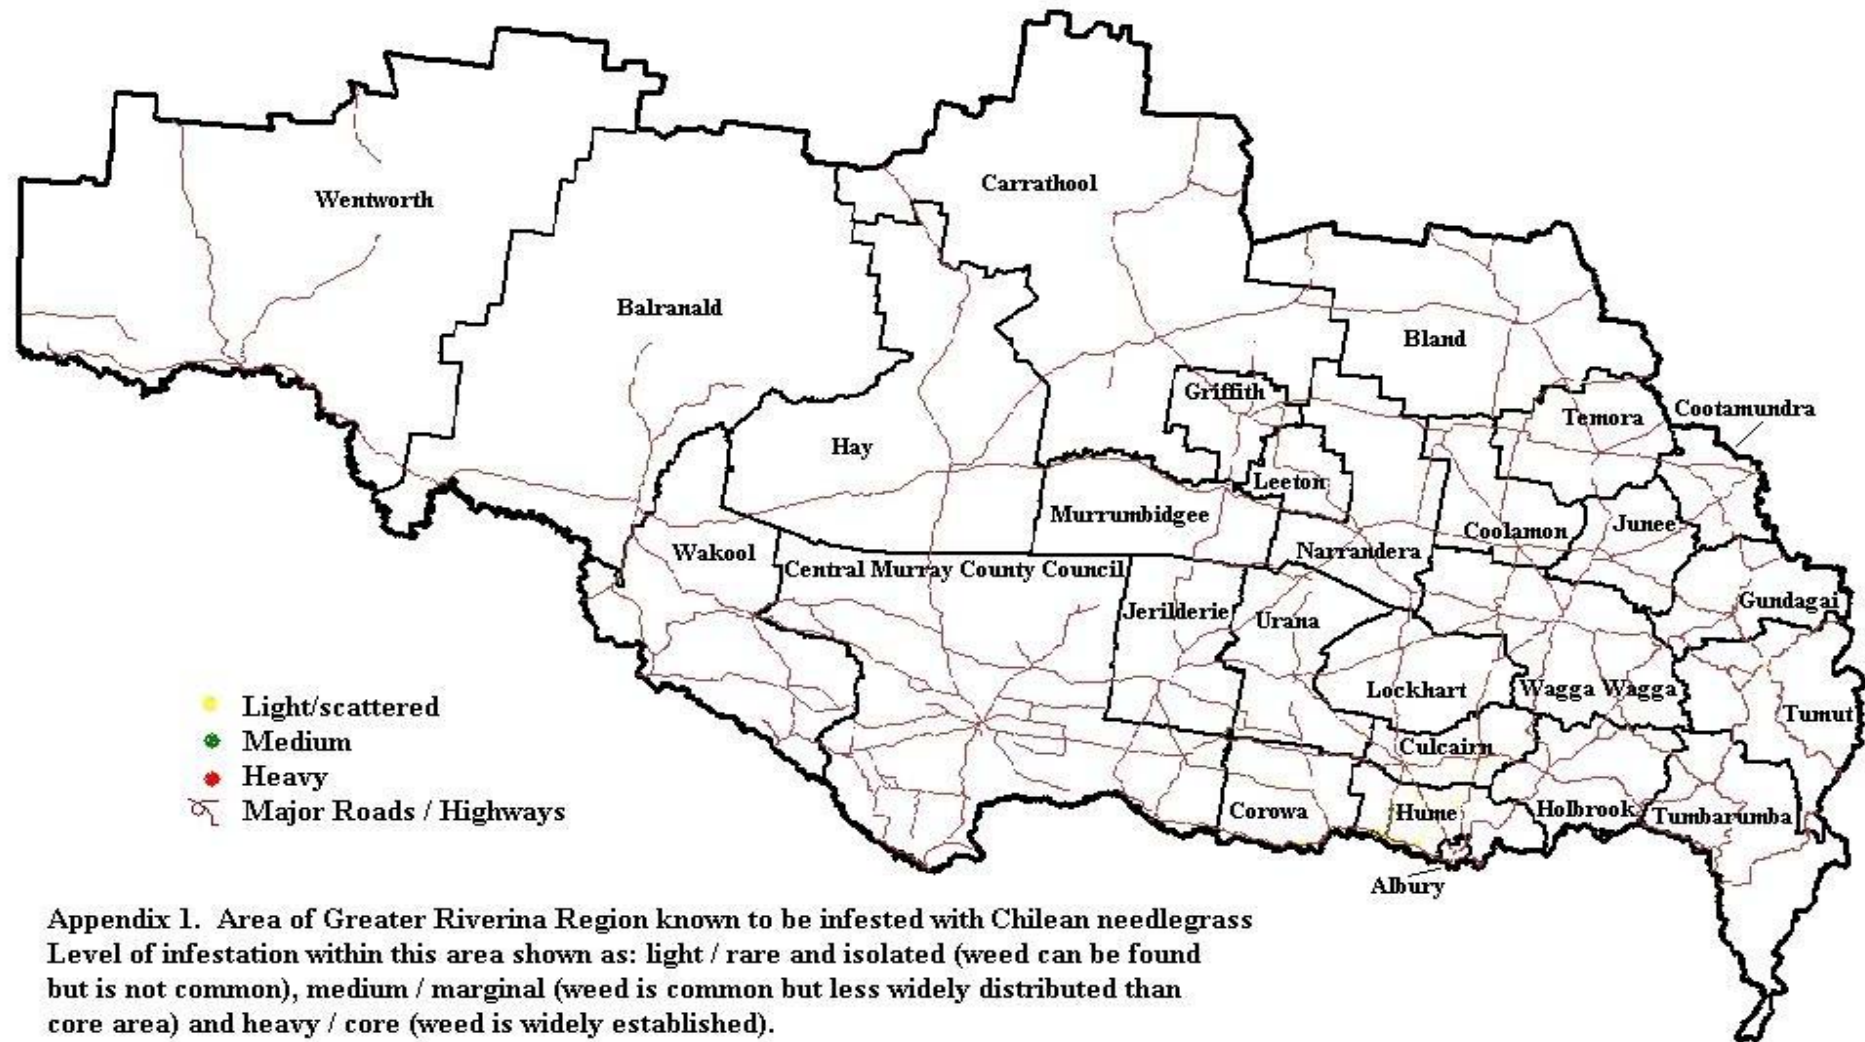 Carrathool
Wentworth
Balranald
Bland
Griffith
Temora
Cootamundra
Hay
Leeton
Murrumbidgee
Coolamon
Junee
Wakool
Narrandera
Central Murray County Council
Gundagai
Jerilderie
Urana
Lockhart
Wagga Wagga
Tumut
Culcairn
Corowa
Hume
Holbrook
Tumbarumba
Albury
Light/scattered
Medium
Heavy
Major Roads / Highways
Appendix 1. Area of Greater Riverina Region known to be infested with Chilean needlegrass
Level of infestation within this area shown as: light / rare and isolated (weed can be found
but is not common), medium / marginal (weed is common but less widely distributed than
core area) and heavy / core (weed is widely established).